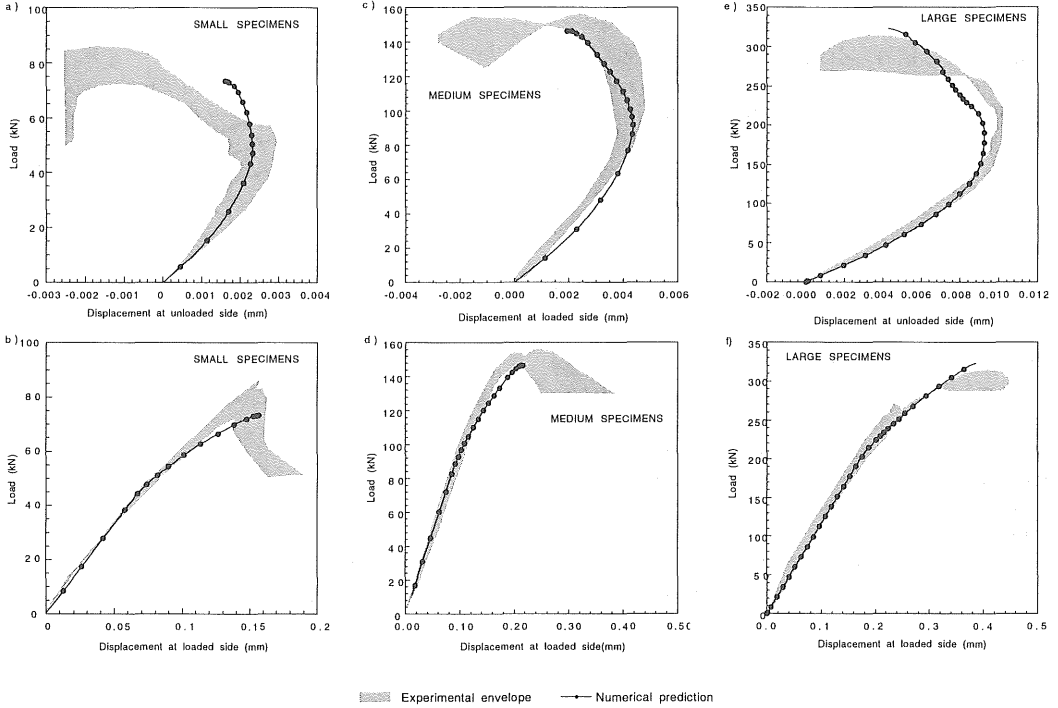 a )
SMALL SPECIMENS
100
80
60
40
20
0
Load (kN)
-0.003 -0.002 -0.001 0 0.001 0.002 0.003 0.004
Displacement at unloaded side (mm)
c )
MEDIUM SPECIMENS
160
140
120
100
80
60
40
20
0
Load (kN)
-0.004 -0.002 0.000 0.002 0.004 0.006
Displacement at loaded side (mm)
e )
LARGE SPECIMENS
350
300
250
200
150
100
50
0
Load (kN)
-0.002 0.000 0.002 0.004 0.006 0.008 0.010 0.012
Displacement at unloaded side (mm)
b )
SMALL SPECIMENS
100
80
60
40
20
0
Load (kN)
0 0.05 0.10 0.15 0.2
Displacement at loaded side (mm)
d )
MEDIUM SPECIMENS
160
140
120
100
80
60
40
20
0
Load (kN)
0.00 0.10 0.20 0.30 0.40 0.50
Displacement at loaded side(mm)
f)
LARGE SPECIMENS
350
300
250
200
150
100
50
0
Load (kN)
0.0 0.1 0.2 0.3 0.4 0.5
Displacement at loaded side (mm)
Experimental envelope
Numerical prediction